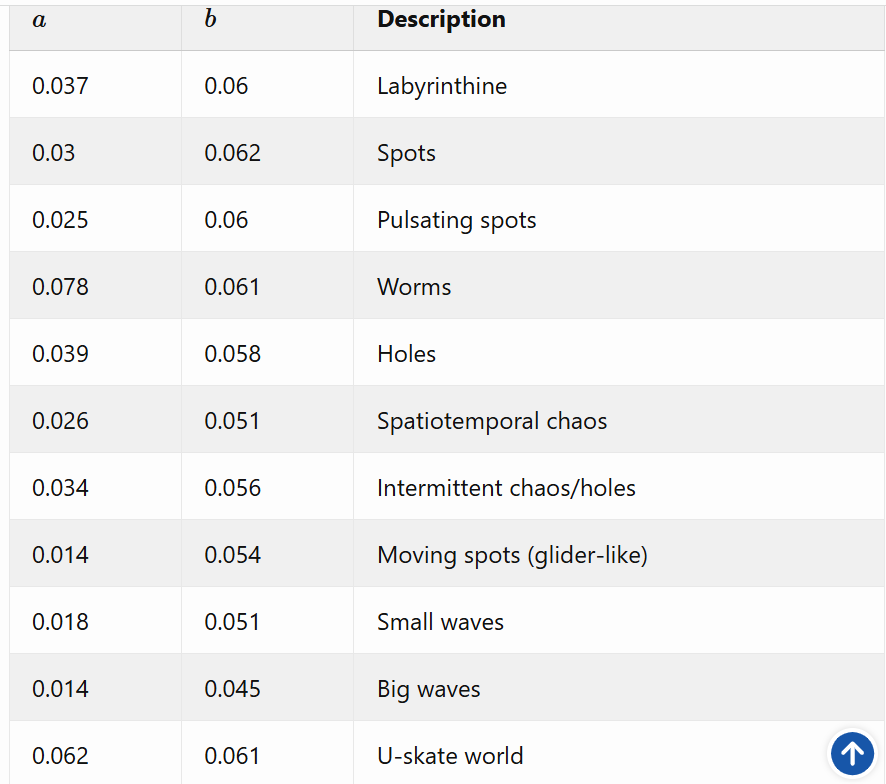 a b Description
0.037 0.06 Labyrinthine
0.03 0.062 Spots
0.025 0.06 Pulsating spots
0.078 0.061 Worms
0.039 0.058 Holes
0.026 0.051 Spatiotemporal chaos
0.034 0.056 Intermittent chaos/holes
0.014 0.054 Moving spots (glider-like)
0.018 0.051 Small waves
0.014 0.045 Big waves
0.062 0.061 U-skate world